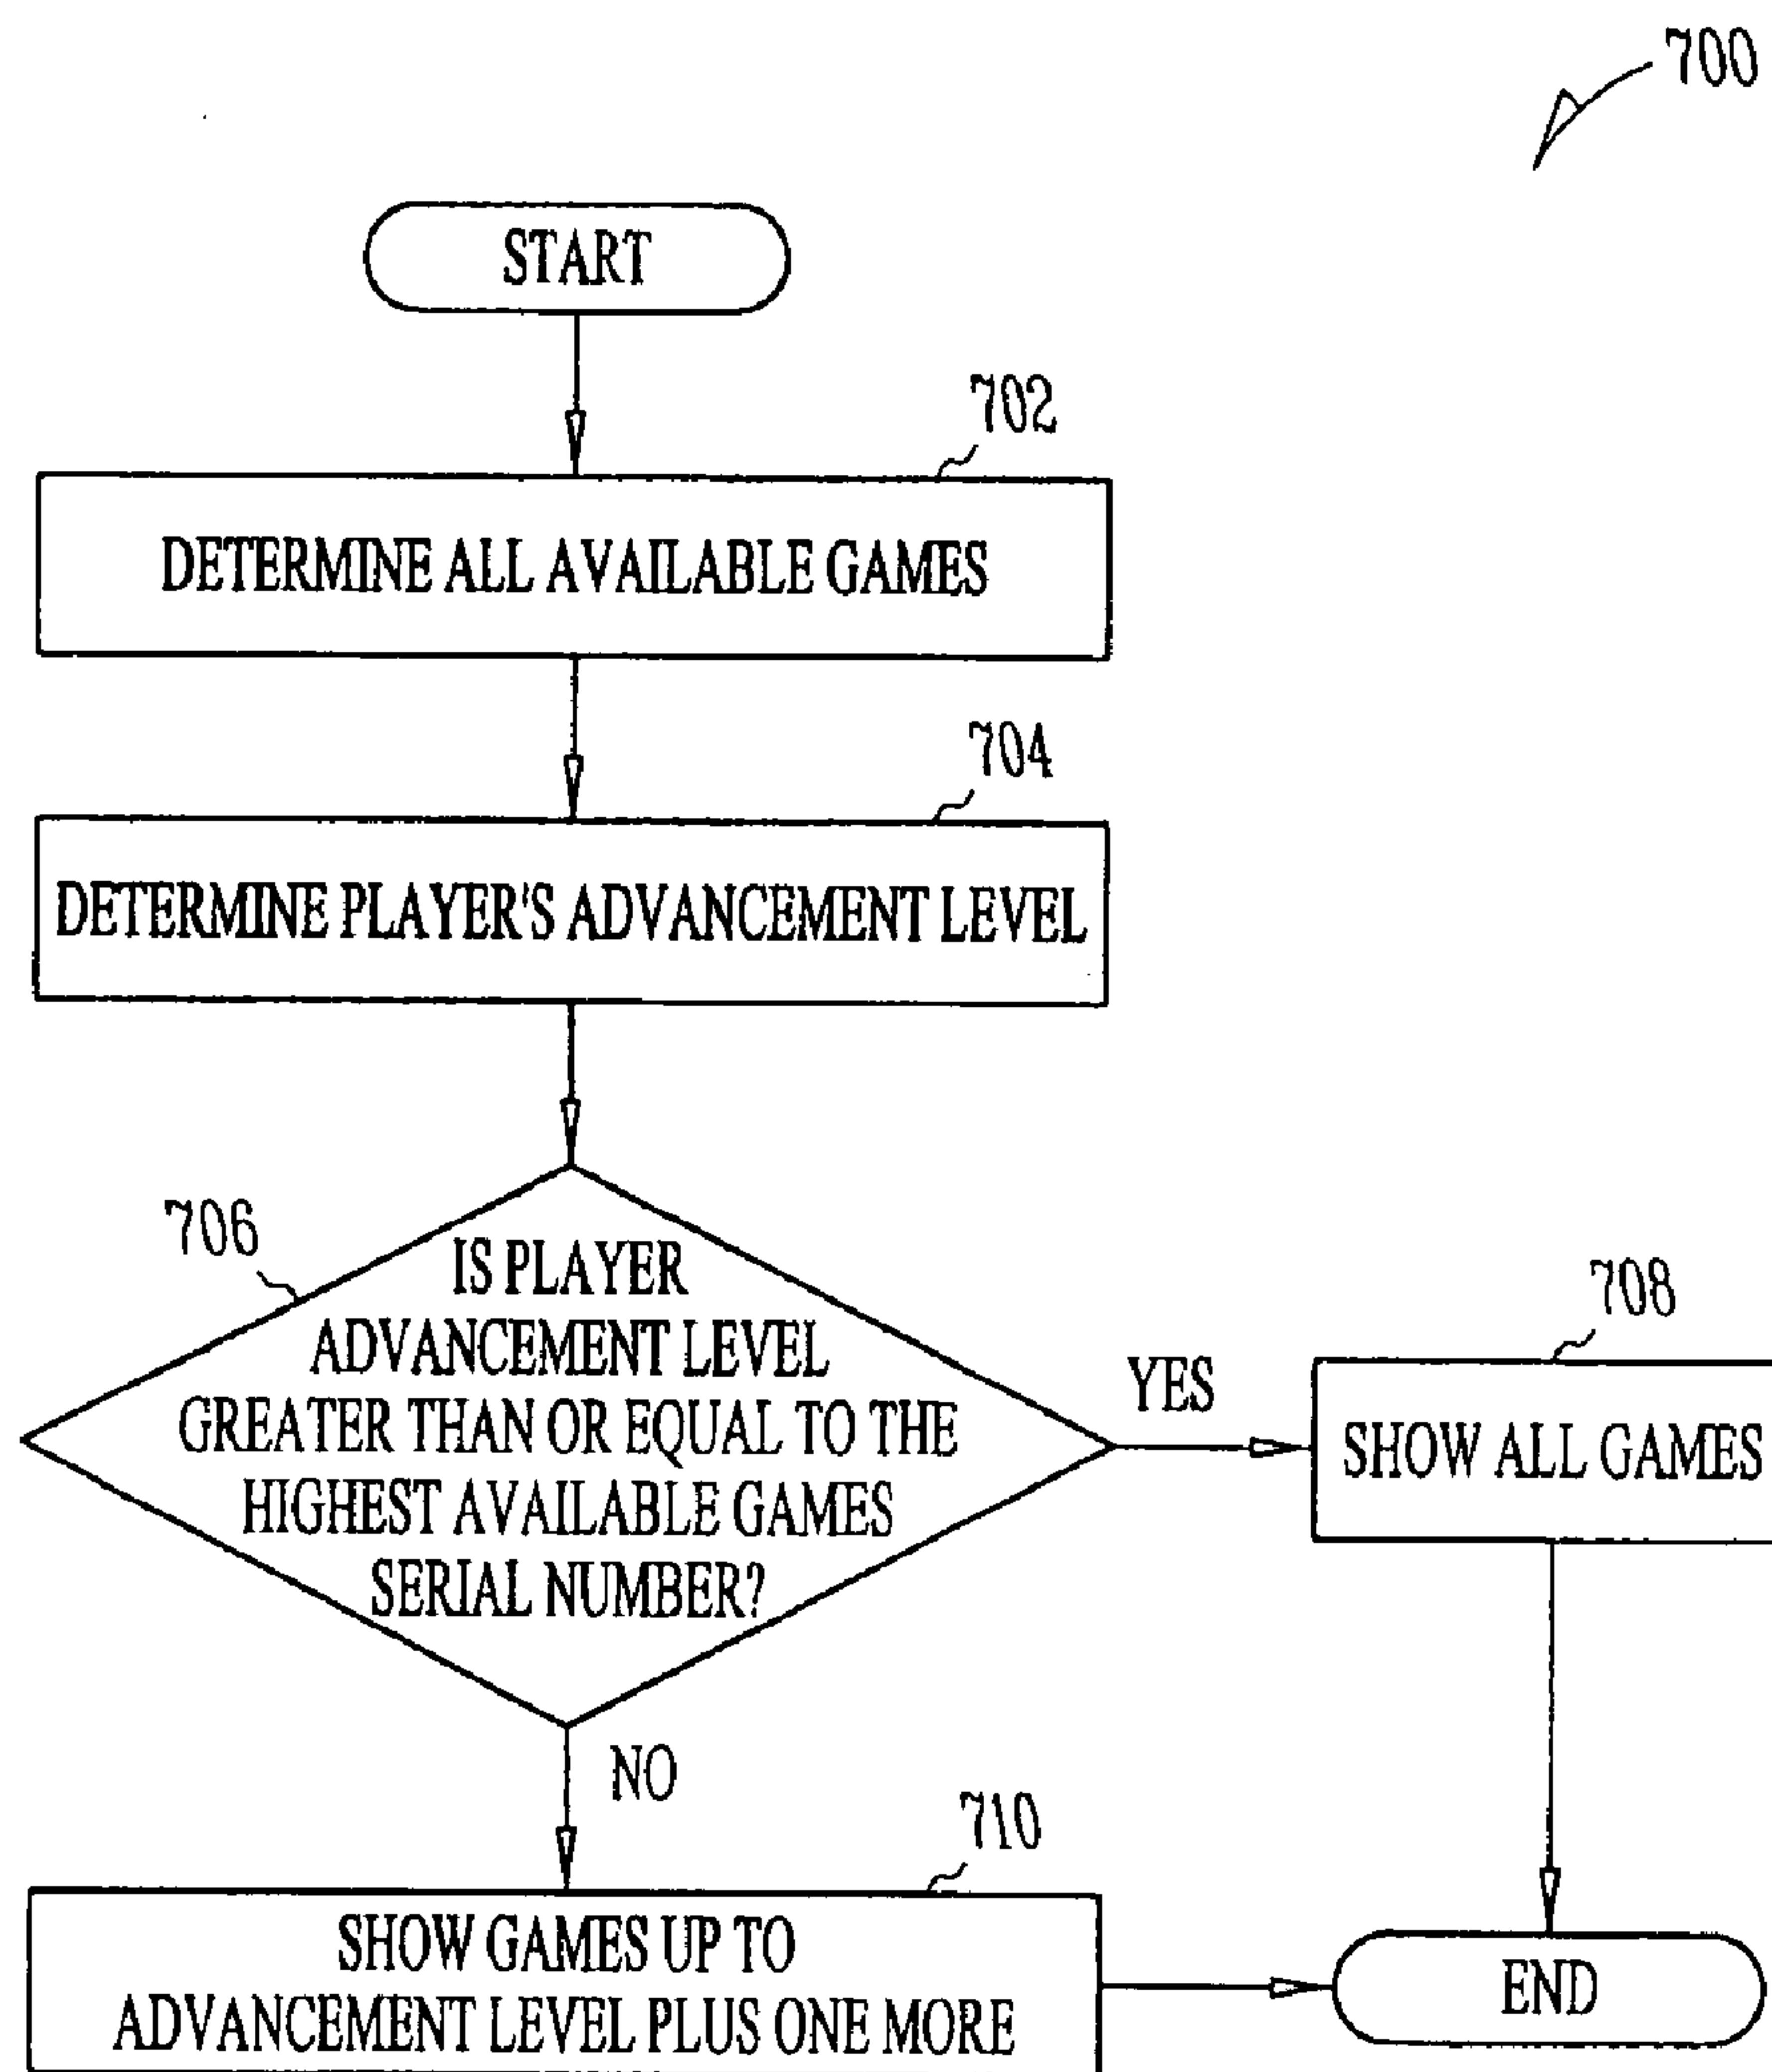 700
START
702
DETERMINE ALL AVAILABLE GAMES
704
DETERMINE PLAYER'S ADVANCEMENT LEVEL
706
IS PLAYER
ADVANCEMENT LEVEL
GREATER THAN OR EQUAL TO THE
HIGHEST AVAILABLE GAMES
SERIAL NUMBER?
YES
708
SHOW ALL GAMES
NO
710
SHOW GAMES UP TO
ADVANCEMENT LEVEL PLUS ONE MORE
END